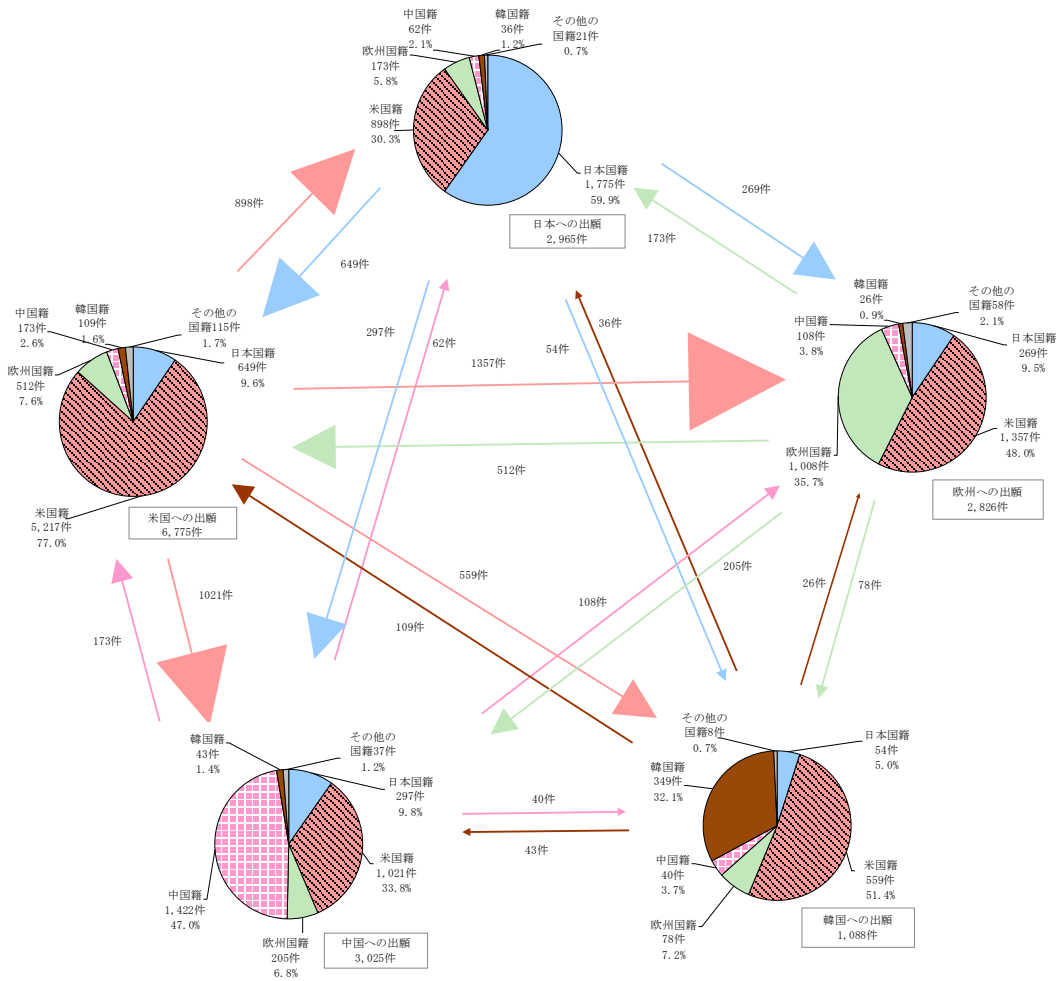 中国籍
62件
2.1%
韓国籍
36件
1.2%
その他の
国籍21件
0.7%
欧州国籍
173件
5.8%
米国籍
898件
30.3%
日本国籍
1,775件
59.9%
日本への出願
2,965件
898件
649件
269件
173件
297件
62件
1357件
54件
36件
512件
中国籍
173件
2.6%
韓国籍
109件
1.6%
その他の
国籍115件
1.7%
日本国籍
649件
9.6%
欧州国籍
512件
7.6%
米国籍
5,217件
77.0%
米国への出願
6,775件
韓国籍
26件
0.9%
その他の
国籍58件
2.1%
中国籍
108件
3.8%
日本国籍
269件
9.5%
米国籍
1,357件
48.0%
欧州国籍
1,008件
35.7%
欧州への出願
2,826件
559件
205件
1021件
109件
108件
26件
78件
173件
韓国籍
43件
1.4%
その他の
国籍37件
1.2%
日本国籍
297件
9.8%
米国籍
1,021件
33.8%
中国籍
1,422件
47.0%
欧州国籍
205件
6.8%
中国への出願
3,025件
40件
43件
その他の
国籍8件
0.7%
日本国籍
54件
5.0%
韓国籍
349件
32.1%
中国籍
40件
3.7%
米国籍
559件
51.4%
欧州国籍
78件
7.2%
韓国への出願
1,088件